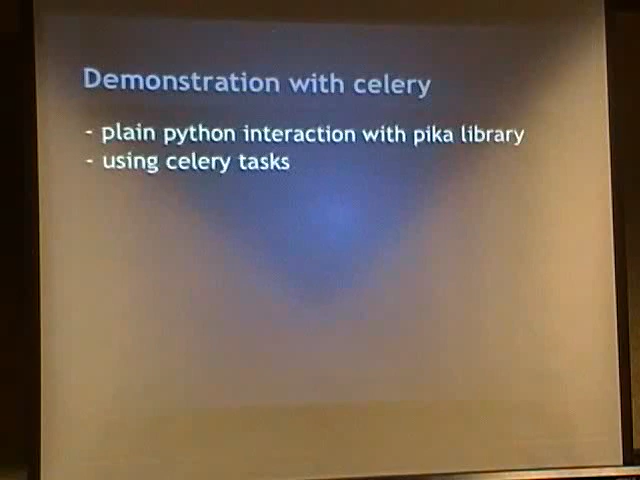 Demonstration with celery
- plain python interaction with pika library
- using celery tasks